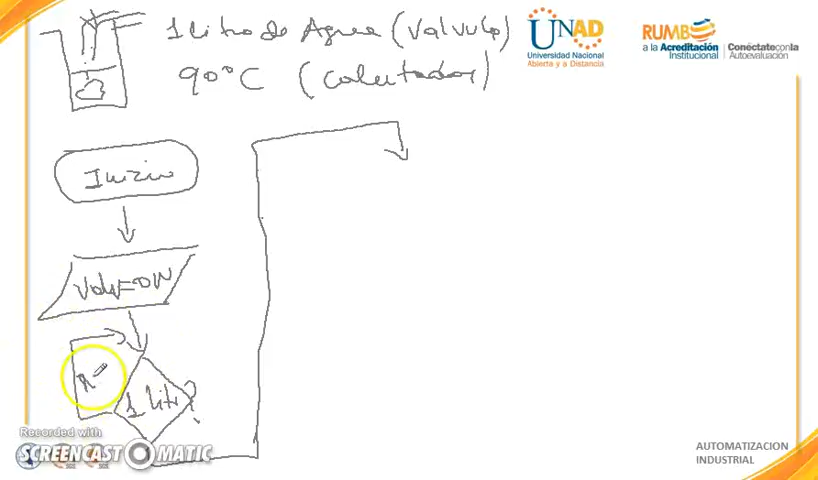 1 Litro de Agua (Valvula)
90°C (Calentador)
UNAD
Universidad Nacional
Abierta y a Distancia
RUMBO
a la Acreditación
Institucional
Conéctate con la
Autoevaluación
Inicio
Valv=ON
1 litro?
Recorded with
SCREENCAST MATIC
AUTOMATIZACION
INDUSTRIAL